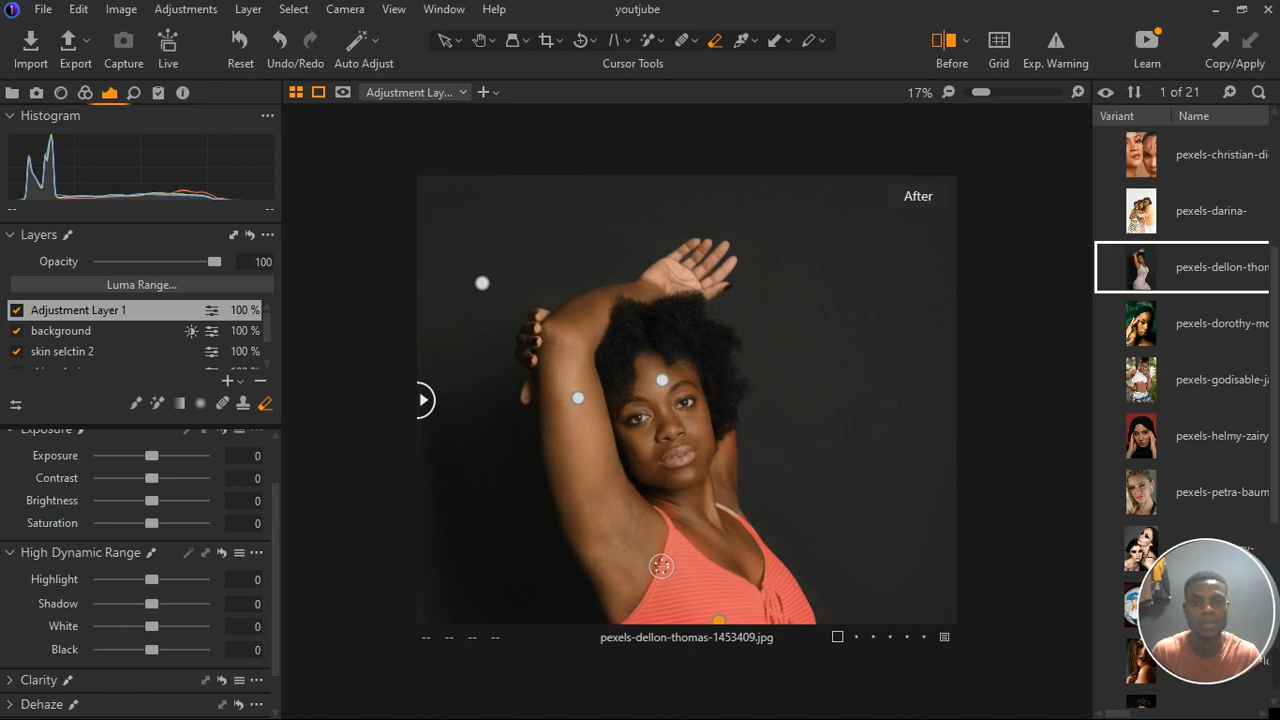 File Edit Image Adjustments Layer Select Camera View Window Help youtjube
Import Export Capture Live Reset Undo/Redo Auto Adjust Cursor Tools Before Grid Exp. Warning Learn Copy/Apply
Adjustment Lay... 17% 1 of 21
Histogram
Variant Name
-- --
Layers
Opacity 100
Luma Range...
Adjustment Layer 1 100 %
background 100 %
skin selctin 2 100 %
Exposure
Exposure 0
Contrast 0
Brightness 0
Saturation 0
High Dynamic Range
Highlight 0
Shadow 0
White 0
Black 0
Clarity
Dehaze
After
-- -- -- -- pexels-dellon-thomas-1453409.jpg
pexels-christian-di
pexels-darina-
pexels-dellon-thon
pexels-dorothy-mc
pexels-godisable-ja
pexels-helmy-zairy
pexels-petra-baum